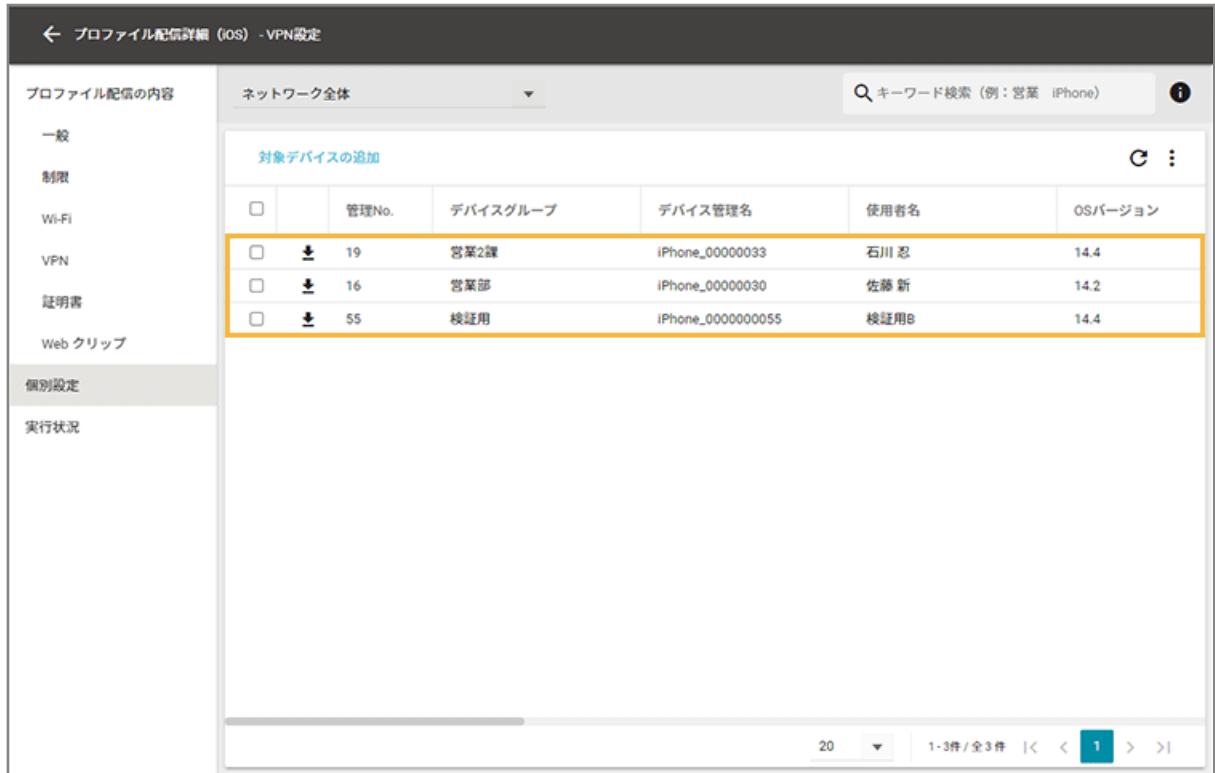 プロファイル配信詳細（iOS） - VPN設定
プロファイル配信の内容
一般
制限
Wi-Fi
VPN
証明書
Web クリップ
個別設定
実行状況
ネットワーク全体
キーワード検索（例：営業 iPhone）
対象デバイスの追加
管理No. デバイスグループ デバイス管理名 使用者名 OSバージョン
19 営業2課 iPhone_00000033 石川 忍 14.4
16 営業部 iPhone_00000030 佐藤 新 14.2
55 検証用 iPhone_0000000055 検証用B 14.4
20 1 - 3件 / 全 3 件 1